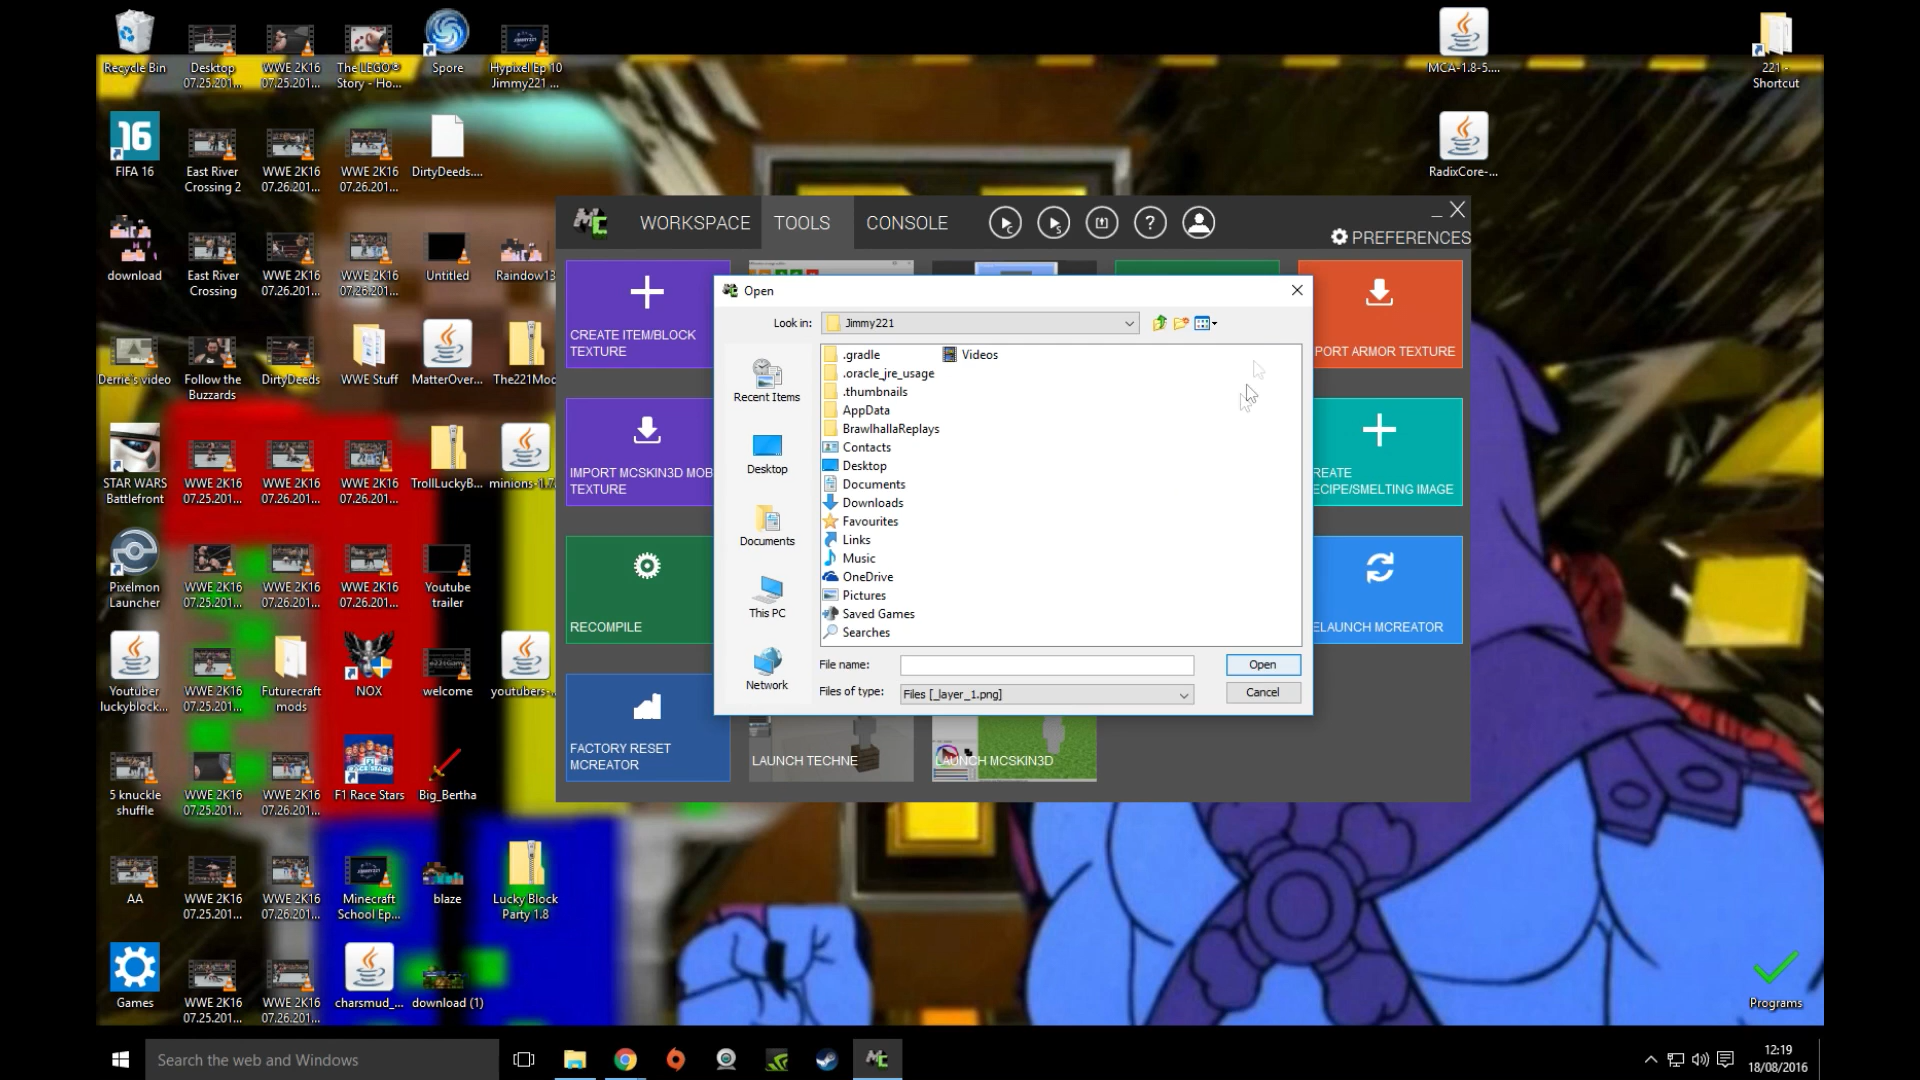 Recycle Bin
Desktop
07.25.201...
WWE 2K16
07.25.201...
The LEGO®
Story - Ho...
Spore
Hypixel Ep 10
Jimmy221 ...
MCA-1.8-5....
221 -
Shortcut
16
FIFA 16
East River
Crossing 2
WWE 2K16
07.26.201...
WWE 2K16
07.26.201...
DirtyDeeds....
RadixCore-...
download
East River
Crossing
WWE 2K16
07.26.201...
WWE 2K16
07.26.201...
Untitled
Raindow13
Derrie's video
Follow the
Buzzards
DirtyDeeds
WWE Stuff
MatterOver...
The221Mod
STAR WARS
Battlefront
WWE 2K16
07.25.201...
WWE 2K16
07.26.201...
WWE 2K16
07.26.201...
TrollLuckyB...
minions-1.7
Pixelmon
Launcher
WWE 2K16
07.25.201...
WWE 2K16
07.26.201...
WWE 2K16
07.26.201...
Youtube
trailer
Youtuber
luckyblock...
WWE 2K16
07.25.201...
Futurecraft
mods
NOX
welcome
youtubers-...
5 knuckle
shuffle
WWE 2K16
07.25.201...
WWE 2K16
07.26.201...
RACE STARS
F1 Race Stars
Big_Bertha
AA
WWE 2K16
07.25.201...
WWE 2K16
07.26.201...
Minecraft
School Ep...
blaze
Lucky Block
Party 1.8
Games
WWE 2K16
07.25.201...
WWE 2K16
07.26.201...
charsmud_...
download (1)
Programs
WORKSPACE
TOOLS
CONSOLE
PREFERENCES
CREATE ITEM/BLOCK
TEXTURE
PORT ARMOR TEXTURE
IMPORT MCSKIN3D MOB
TEXTURE
REATE
ECIPE/SMELTING IMAGE
RECOMPILE
ELAUNCH MCREATOR
FACTORY RESET
MCREATOR
LAUNCH TECHNE
LAUNCH MCSKIN3D
Open
Look in:
Jimmy221
Recent Items
Desktop
Documents
This PC
Network
.gradle
.oracle_jre_usage
.thumbnails
AppData
BrawlhallaReplays
Contacts
Desktop
Documents
Downloads
Favourites
Links
Music
OneDrive
Pictures
Saved Games
Searches
Videos
File name:
Open
Files of type:
Files [_layer_1.png]
Cancel
Search the web and Windows
12:19
18/08/2016